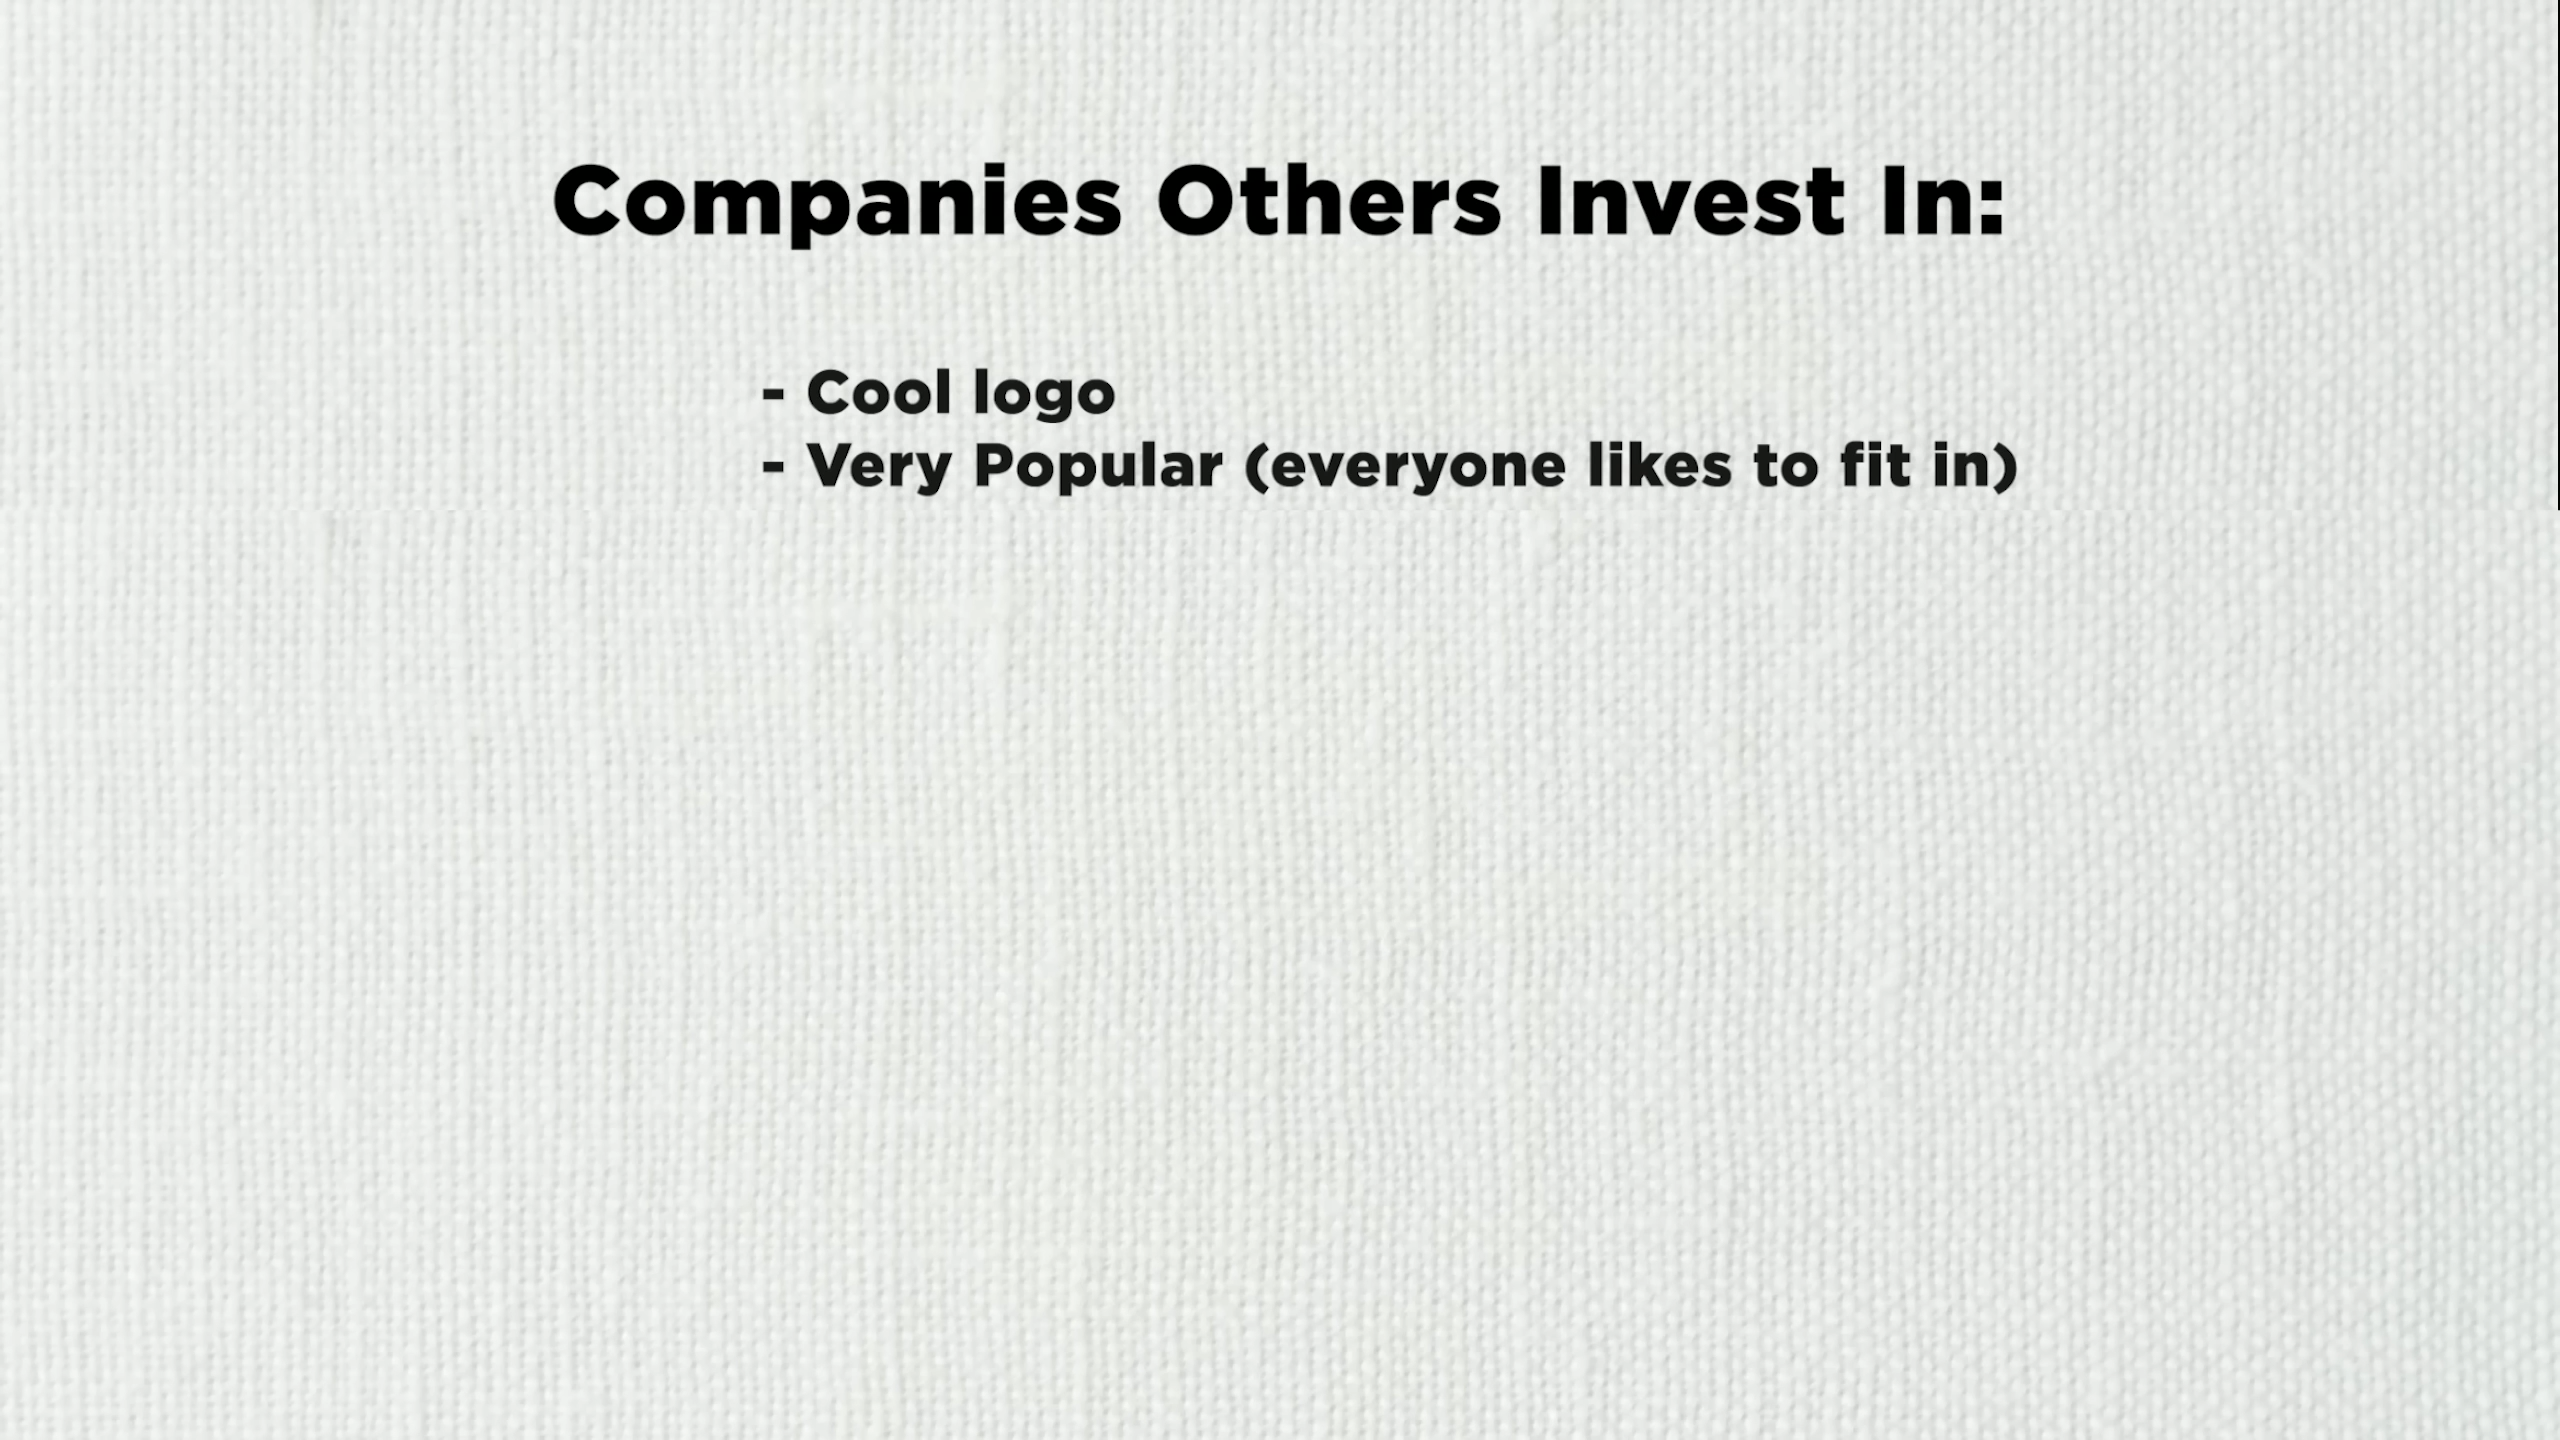 Companies Others Invest In:
- Cool logo
- Very Popular (everyone likes to fit in)